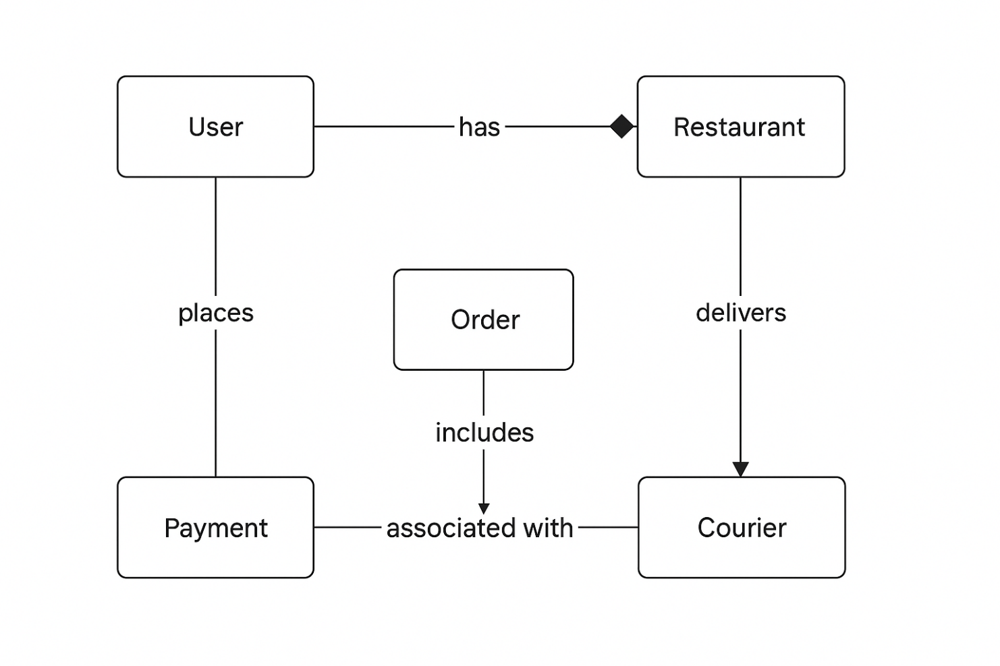 User
has
Restaurant
places
Order
delivers
includes
Payment
associated with
Courier